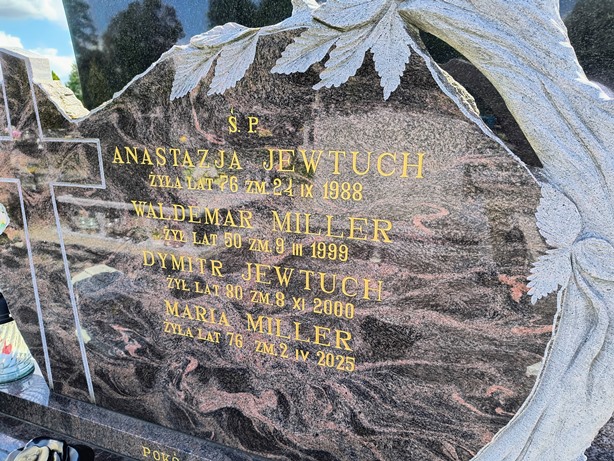 Ś.P.
ANASTAZJA JEWTUCH
ŻYŁA LAT 76 ZM. 24 IX 1988
WALDEMAR MILLER
ŻYŁ LAT 50 ZM. 9 III 1999
DYMITR JEWTUCH
ŻYŁ LAT 80 ZM. 8 XI 2000
MARIA MILLER
ŻYŁA LAT 76 ZM. 2 IV 2025